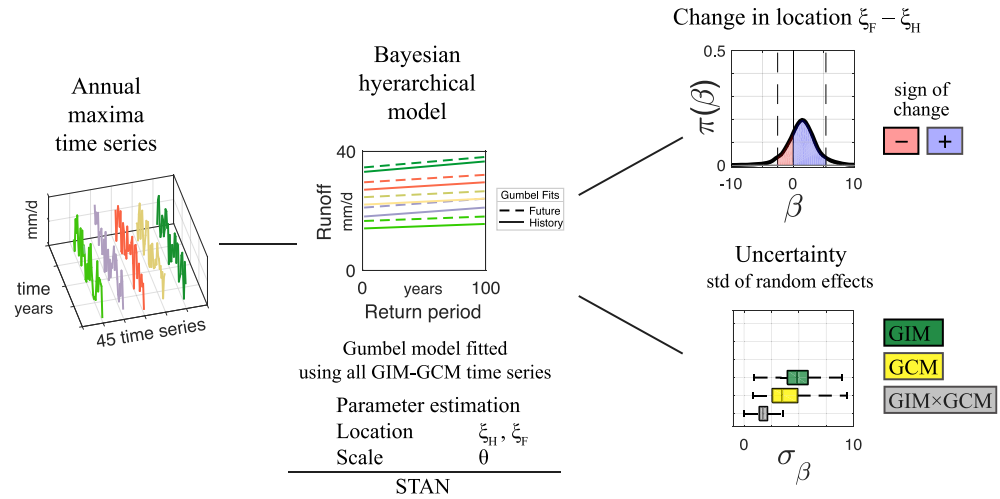 Annual
maxima
time series
mm/d
time
years
45 time series
Bayesian
hyerarchical
model
40
Runoff
mm/d
0
0
years
100
Return period
Gumbel Fits
Future
History
Gumbel model fitted
using all GIM-GCM time series
Parameter estimation
Location ξH , ξF
Scale θ
STAN
Change in location ξF – ξH
0.5
π(β)
0
-10
0
10
β
sign of
change
− +
Uncertainty
std of random effects
0
10
σβ
GIM
GCM
GIM×GCM